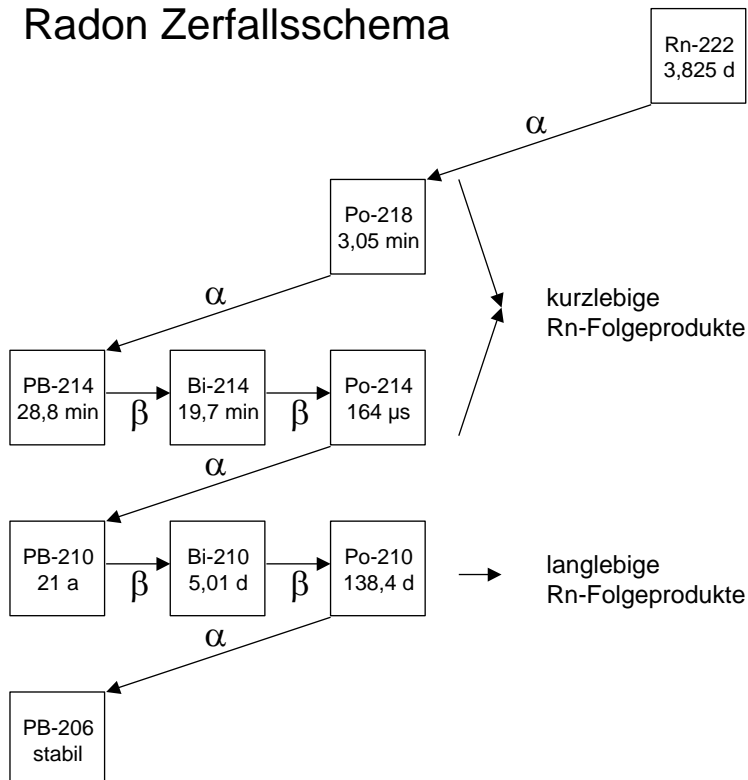 Radon Zerfallsschema
Rn-222
3,825 d
α
Po-218
3,05 min
α
kurzlebige
Rn-Folgeprodukte
PB-214
28,8 min
β
Bi-214
19,7 min
β
Po-214
164 µs
α
PB-210
21 a
β
Bi-210
5,01 d
β
Po-210
138,4 d
langlebige
Rn-Folgeprodukte
α
PB-206
stabil